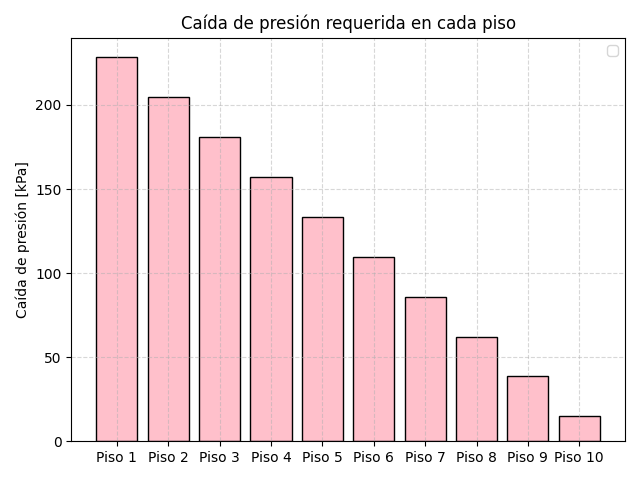 Caída de presión requerida en cada piso
Caída de presión [kPa]
200
150
100
50
0
Piso 1 Piso 2 Piso 3 Piso 4 Piso 5 Piso 6 Piso 7 Piso 8 Piso 9 Piso 10